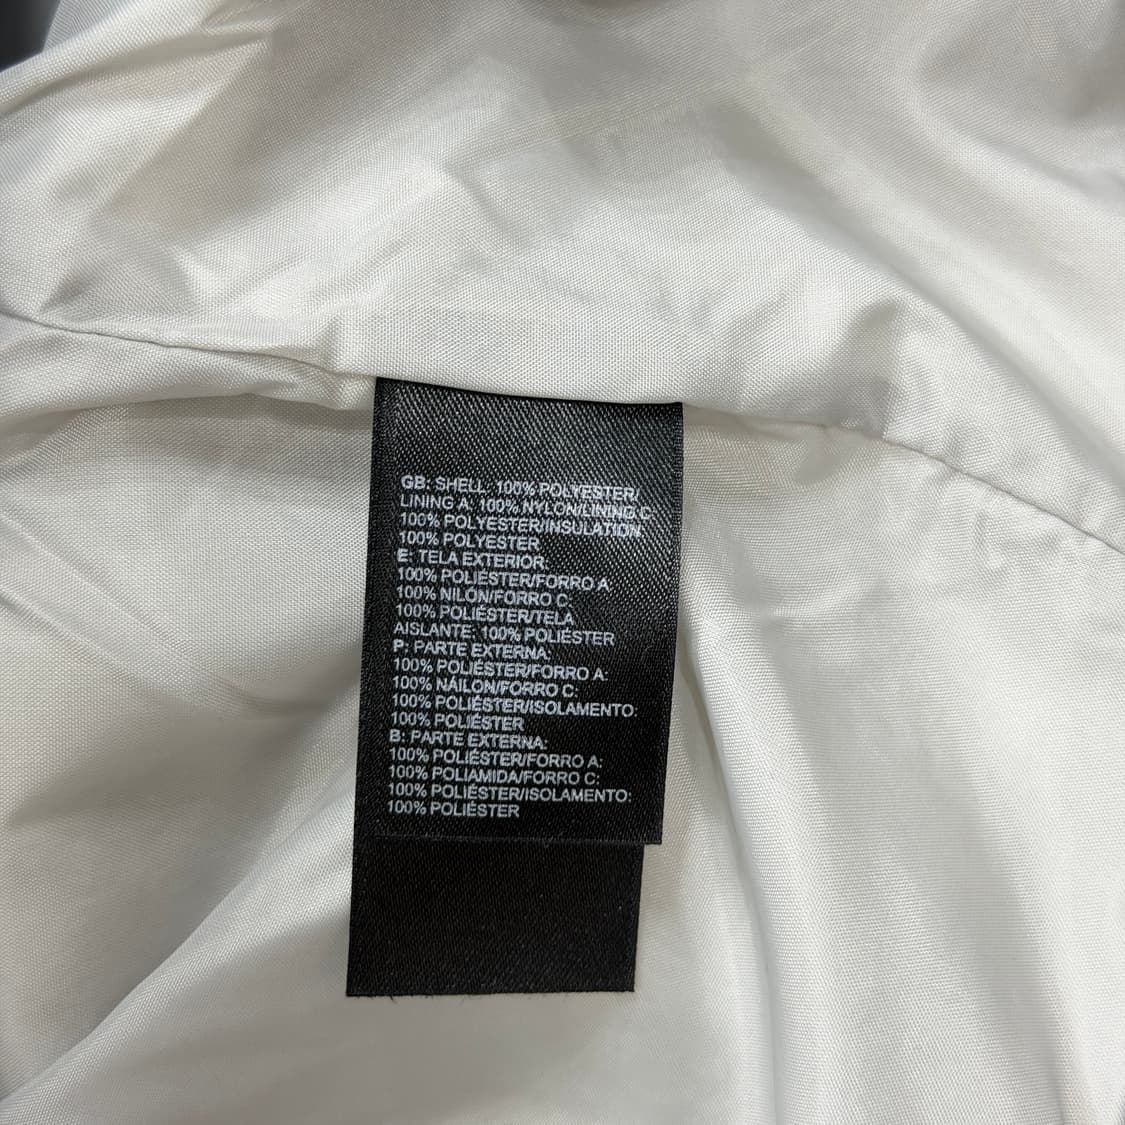 GB: SHELL: 100% POLYESTER/
LINING A: 100% NYLON/LINING C:
100% POLYESTER/INSULATION:
100% POLYESTER
E: TELA EXTERIOR:
100% POLIÉSTER/FORRO A:
100% NILÓN/FORRO C:
100% POLIÉSTER/TELA
AISLANTE: 100% POLIÉSTER
P: PARTE EXTERNA:
100% POLIÉSTER/FORRO A:
100% NÁILON/FORRO C:
100% POLIÉSTER/ISOLAMENTO:
100% POLIÉSTER
B: PARTE EXTERNA:
100% POLIÉSTER/FORRO A:
100% POLIAMIDA/FORRO C:
100% POLIÉSTER/ISOLAMENTO:
100% POLIÉSTER